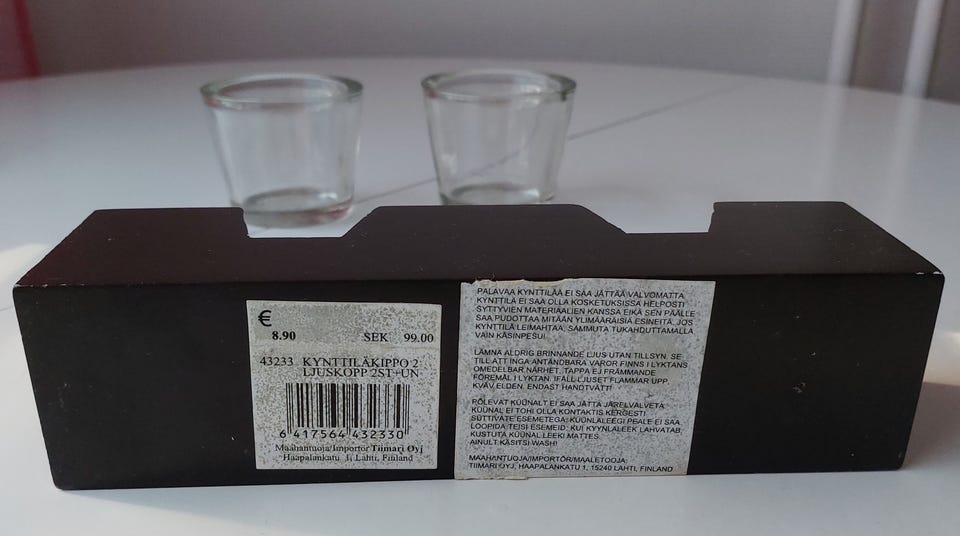 €
8.90 SEK 99.00
43233 KYNTTILÄKIPPO 2
LJUSKOPP 2ST+UN
6 417564 432330
Maahantuoja/Importör Tiimari Oyj
Haapalankatu 1, Lahti, Finland
PALAVAA KYNTTILÄÄ EI SAA JÄTTÄÄ VALVOMATTA
KYNTTILÄ EI SAA OLLA KOSKETUKSISSA HELPOSTI
SYTTYVIEN MATERIAALIEN KANSSA EIKÄ SEN PÄÄLLE
SAA PUDOTTAA MITÄÄN YLIMÄÄRÄISIÄ ESINEITÄ. JOS
KYNTTILÄ LEIMAHTAA, SAMMUTA TUKAHDUTTAMALLA
VAIN KÄSINPESU!
LÄMNA ALDRIG BRINNANDE LJUS UTAN TILLSYN. SE
TILL ATT INGA ANTÄNDBARA VAROR FINNS I LYKTANS
OMEDELBAR NÄRHET, TAPPA EJ FRÄMMANDE
FÖREMÅL I LYKTAN. IFALL LJUSET FLAMMAR UPP,
KVÄV ELDEN. ENDAST HANDTVÄTT!
PÕLEVAT KÜÜNALT EI SAA JÄTTA JÄRELVALVETA
KÜÜNAL EI TOHI OLLA KONTAKTIS KERGESTI
SÜTTIVATE ESEMETEGA. KÜÜNLALEEGI PEALE EI SAA
LOOPIDA TEISI ESEMEID. KUI KYYNLALEEK LAHVATAB,
KUSTUTA KÜÜNAL LEEKI MATTES.
AINULT KÄSITSI WASH!
MAAHANTUOJA/IMPORTÖR/MAALETOOJA:
TIIMARI OYJ, HAAPALANKATU 1, 15240 LAHTI, FINLAND